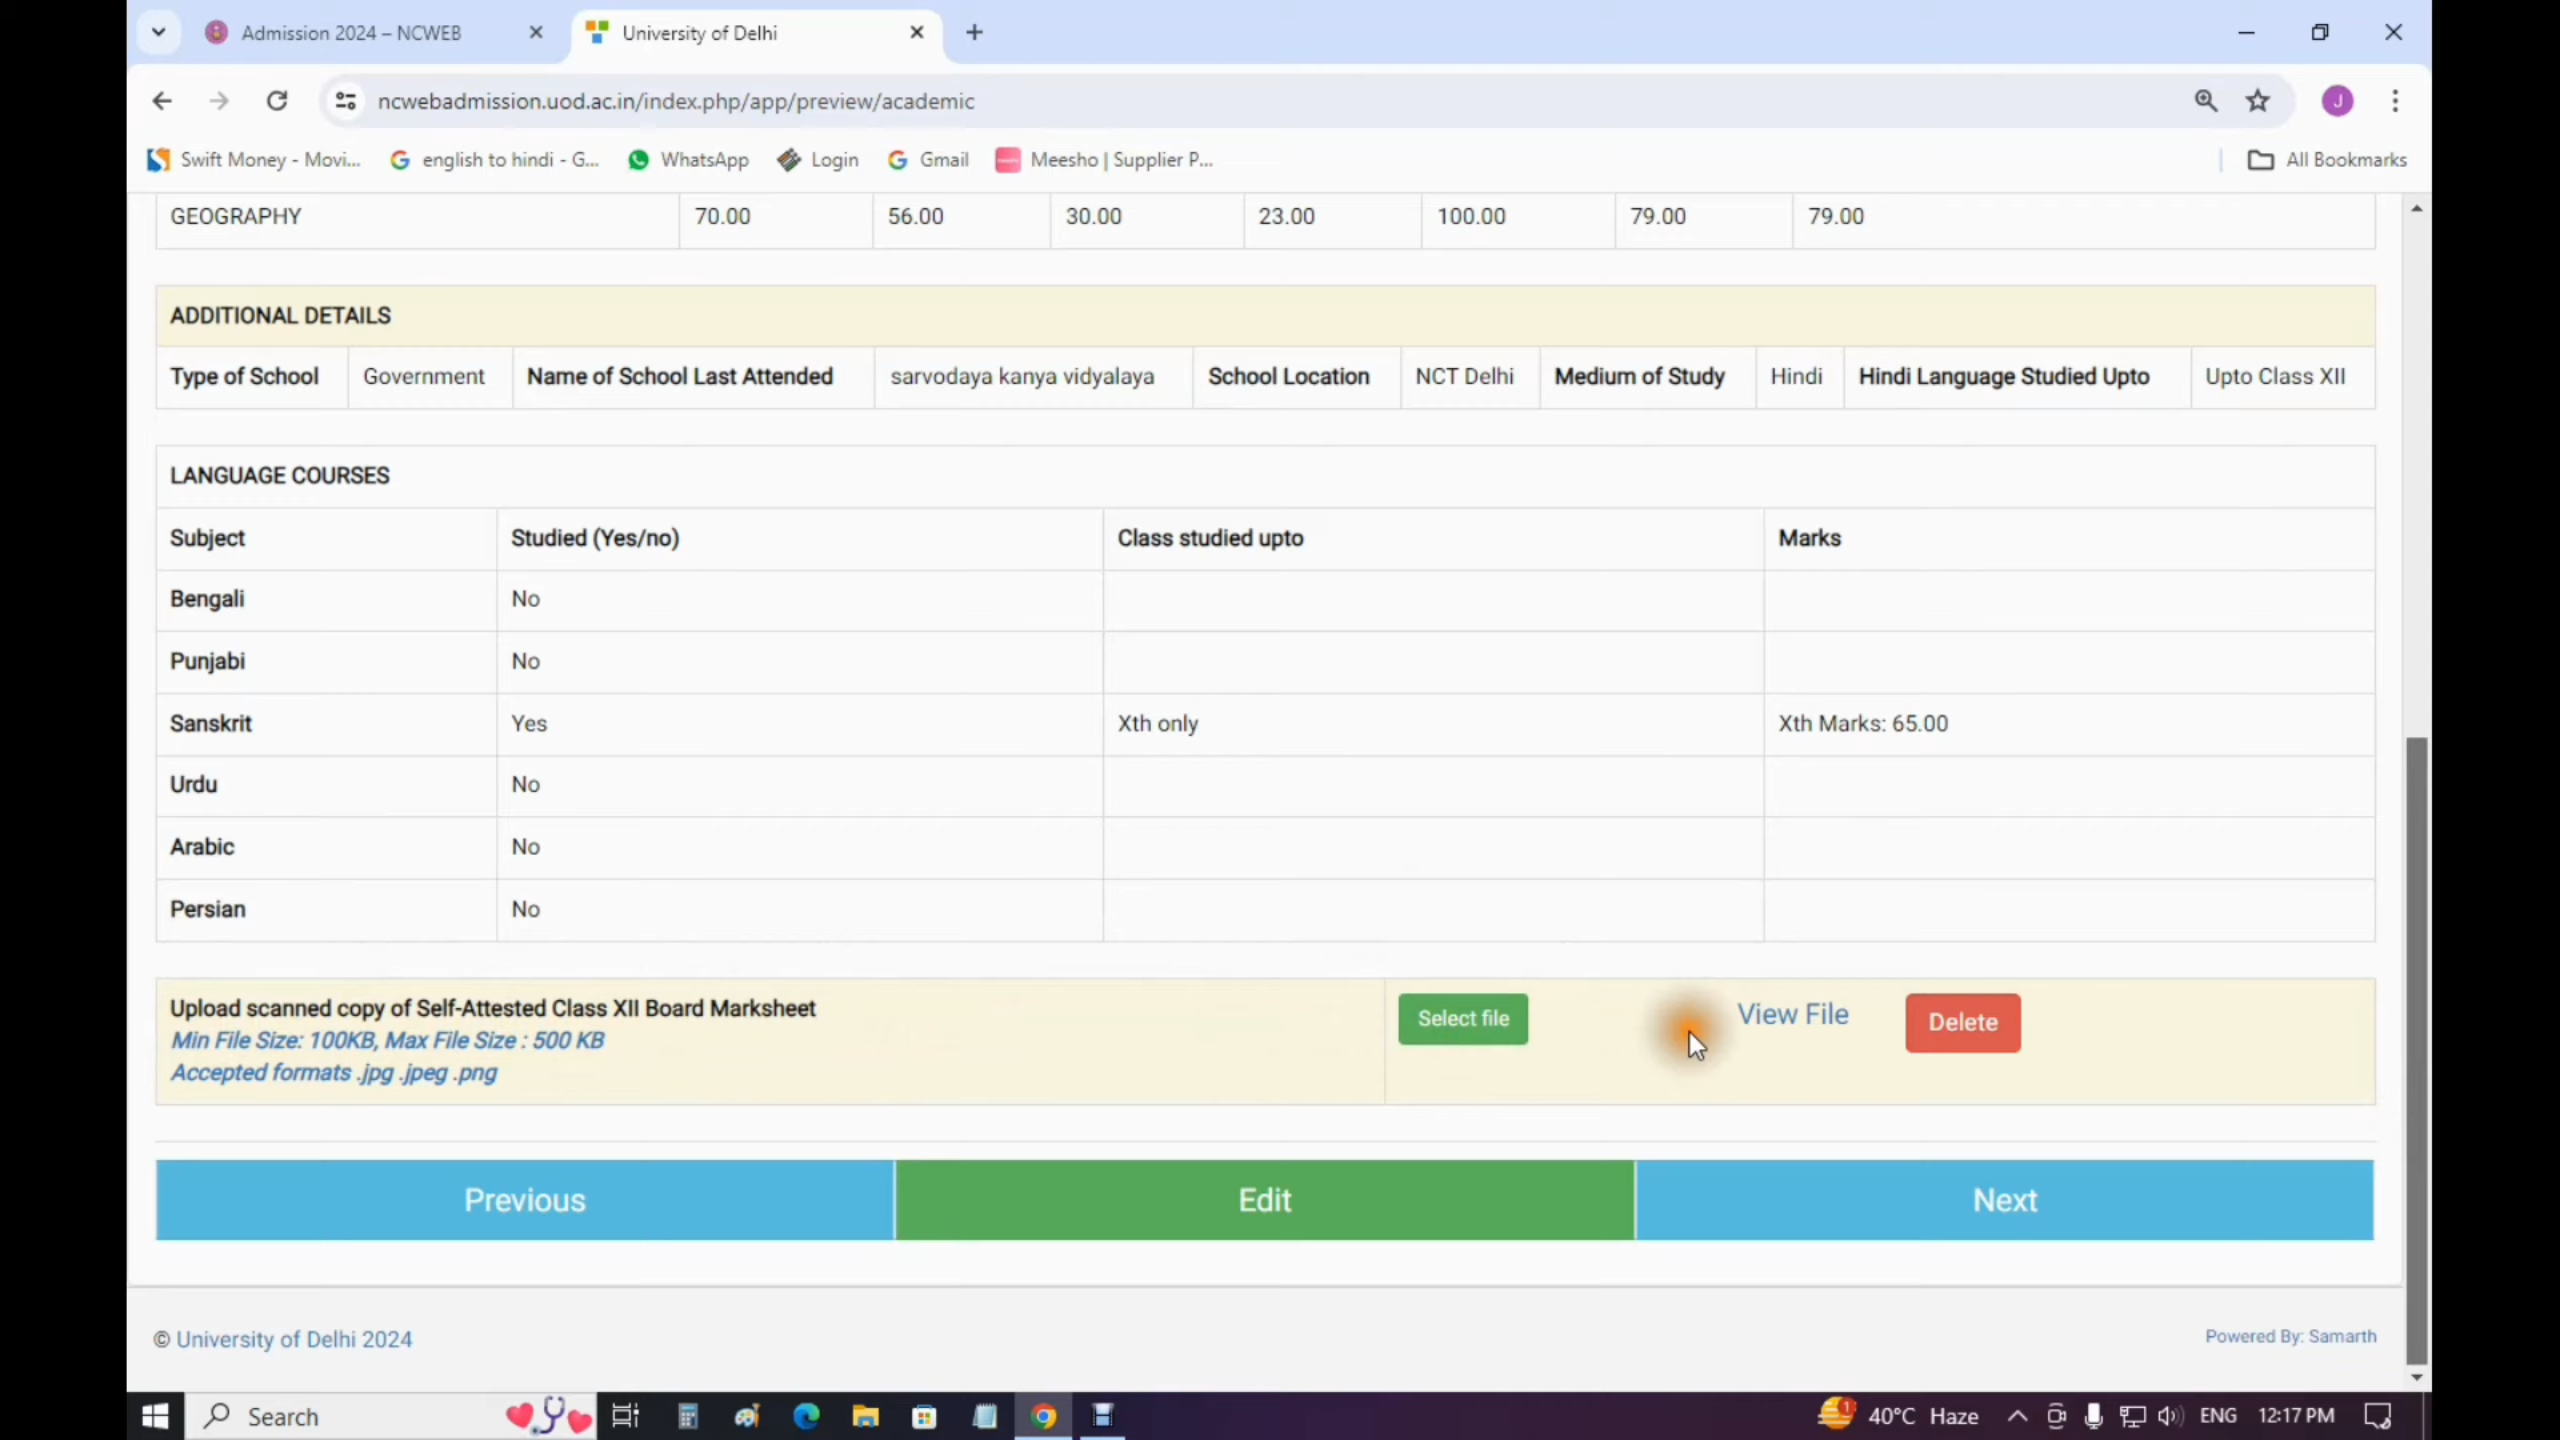 Admission 2024 – NCWEB
University of Delhi
ncwebadmission.uod.ac.in/index.php/app/preview/academic
J
Swift Money - Movi... english to hindi - G... WhatsApp Login Gmail Meesho | Supplier P... All Bookmarks
GEOGRAPHY 70.00 56.00 30.00 23.00 100.00 79.00 79.00
ADDITIONAL DETAILS
Type of School Government Name of School Last Attended sarvodaya kanya vidyalaya School Location NCT Delhi Medium of Study Hindi Hindi Language Studied Upto Upto Class XII
LANGUAGE COURSES
Subject Studied (Yes/no) Class studied upto Marks
Bengali No
Punjabi No
Sanskrit Yes Xth only Xth Marks: 65.00
Urdu No
Arabic No
Persian No
Upload scanned copy of Self-Attested Class XII Board Marksheet
Min File Size: 100KB, Max File Size : 500 KB
Accepted formats .jpg .jpeg .png
Select file View File Delete
Previous Edit Next
© University of Delhi 2024
Powered By: Samarth
Search 1 40°C Haze ENG 12:17 PM